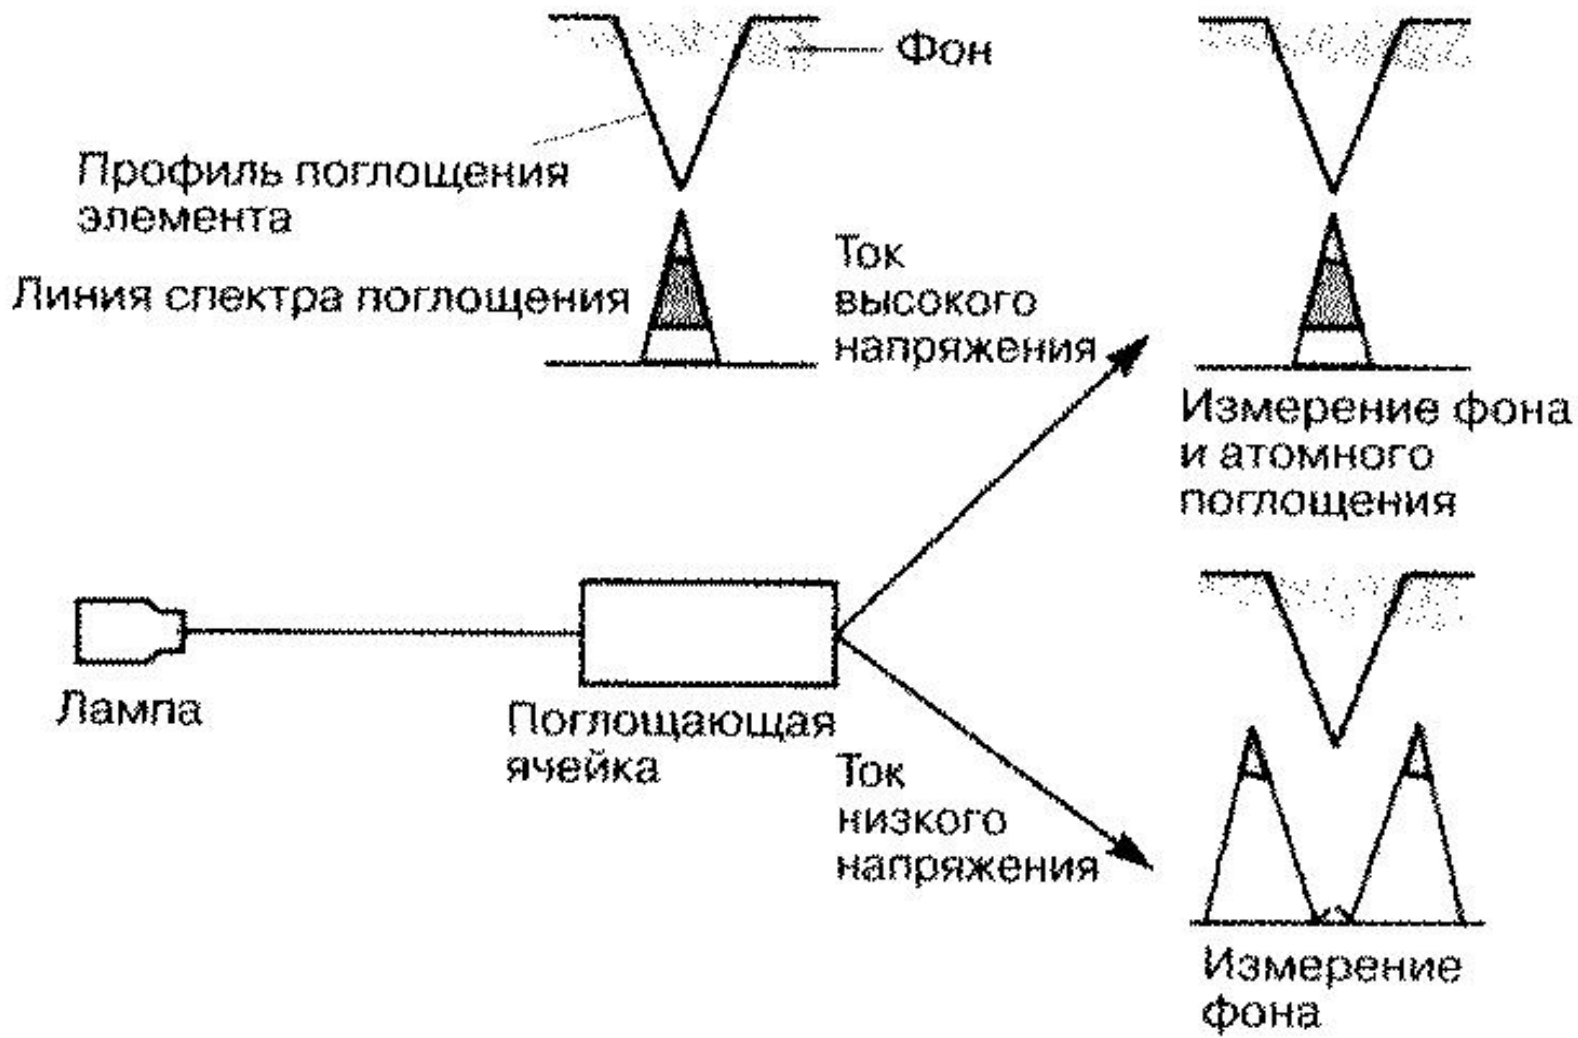 Фон
Профиль поглощения
элемента
Линия спектра поглощения
Ток
высокого
напряжения
Измерение фона
и атомного
поглощения
Лампа
Поглощающая
ячейка
Ток
низкого
напряжения
Измерение
фона